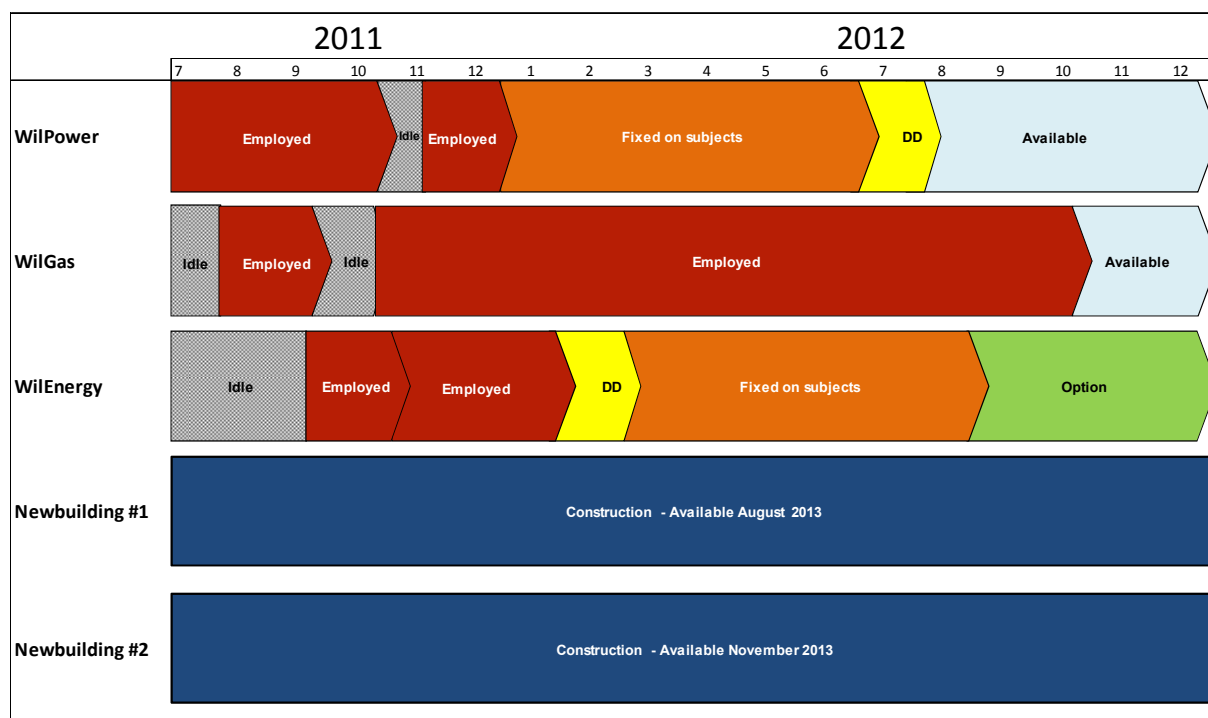 2011 2012
7 8 9 10 11 12 1 2 3 4 5 6 7 8 9 10 11 12
WilPower Employed Idle Employed Fixed on subjects DD Available
WilGas Idle Employed Idle Employed Available
WilEnergy Idle Employed Employed DD Fixed on subjects Option
Newbuilding #1 Construction - Available August 2013
Newbuilding #2 Construction - Available November 2013